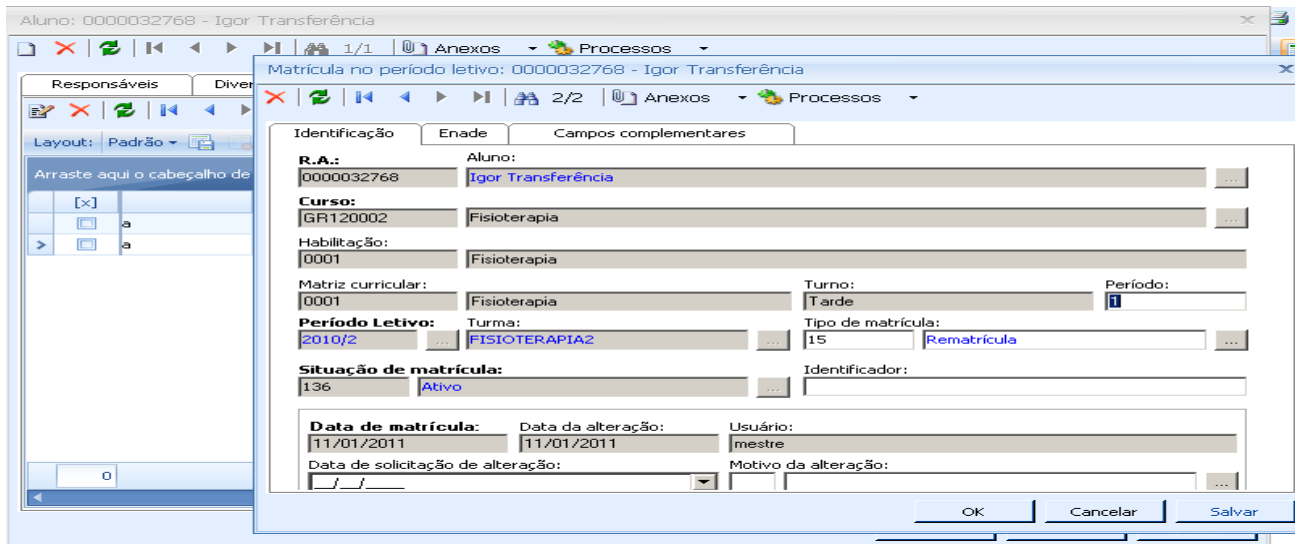 Aluno: 0000032768 - Igor Transferência
1/1 Anexos Processos
Responsáveis Diver
Layout: Padrão
Arraste aqui o cabeçalho de
[×]
a
a
0
Matrícula no período letivo: 0000032768 - Igor Transferência
2/2 Anexos Processos
Identificação Enade Campos complementares
R.A.: Aluno:
0000032768 Igor Transferência ...
Curso:
GR120002 Fisioterapia ...
Habilitação:
0001 Fisioterapia
Matriz curricular: Turno: Período:
0001 Fisioterapia Tarde 1
Período Letivo: Turma: Tipo de matrícula:
2010/2 ... FISIOTERAPIA2 ... 15 Rematrícula ...
Situação de matrícula: Identificador:
136 Ativo ...
Data de matrícula: Data da alteração: Usuário:
11/01/2011 11/01/2011 mestre
Data de solicitação de alteração: Motivo da alteração:
__/__/____ ...
OK Cancelar Salvar